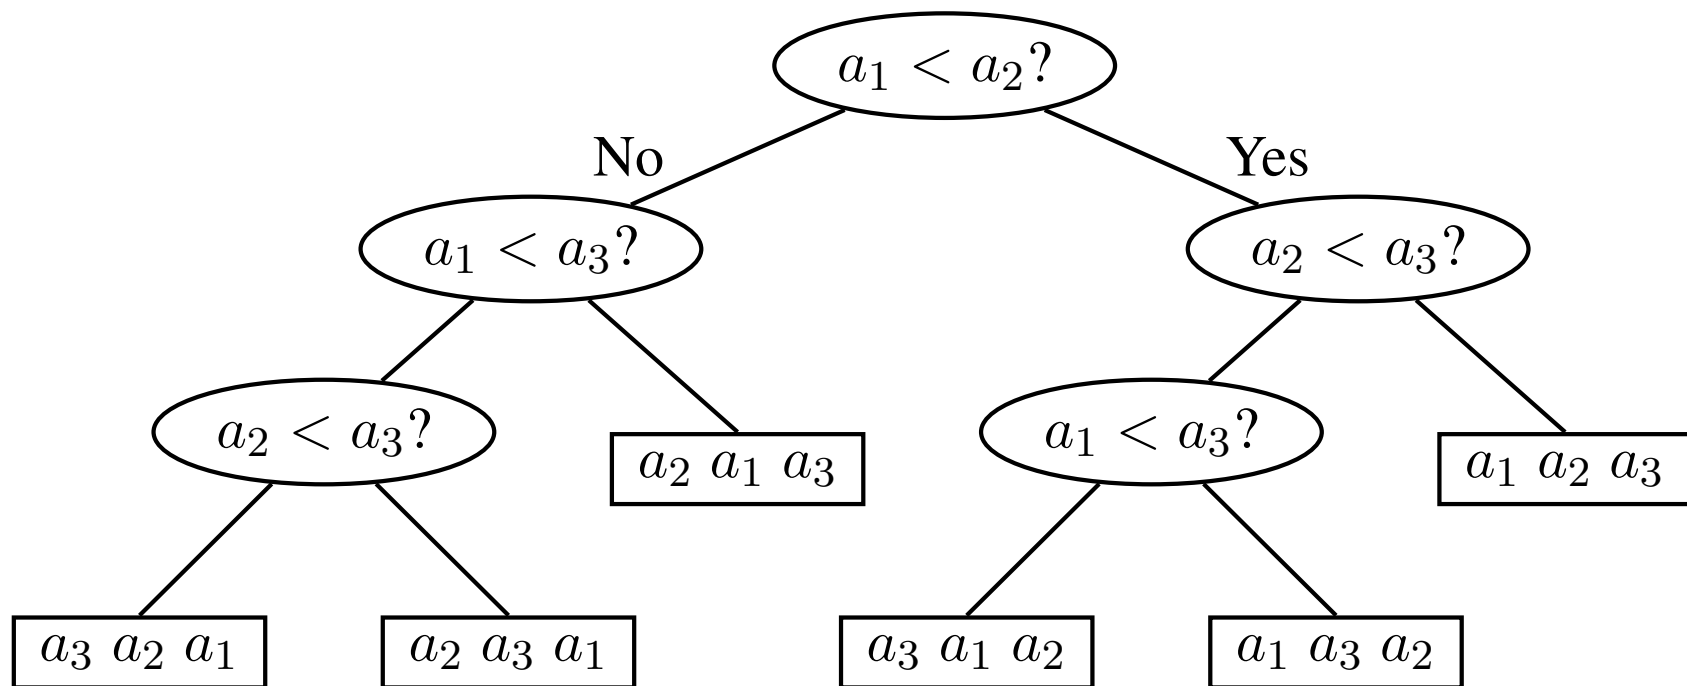 a₁ < a₂?
No Yes
a₁ < a₃? a₂ < a₃?
a₂ < a₃? a₁ < a₃?
a₂ a₁ a₃ a₁ a₂ a₃
a₃ a₂ a₁ a₂ a₃ a₁ a₃ a₁ a₂ a₁ a₃ a₂